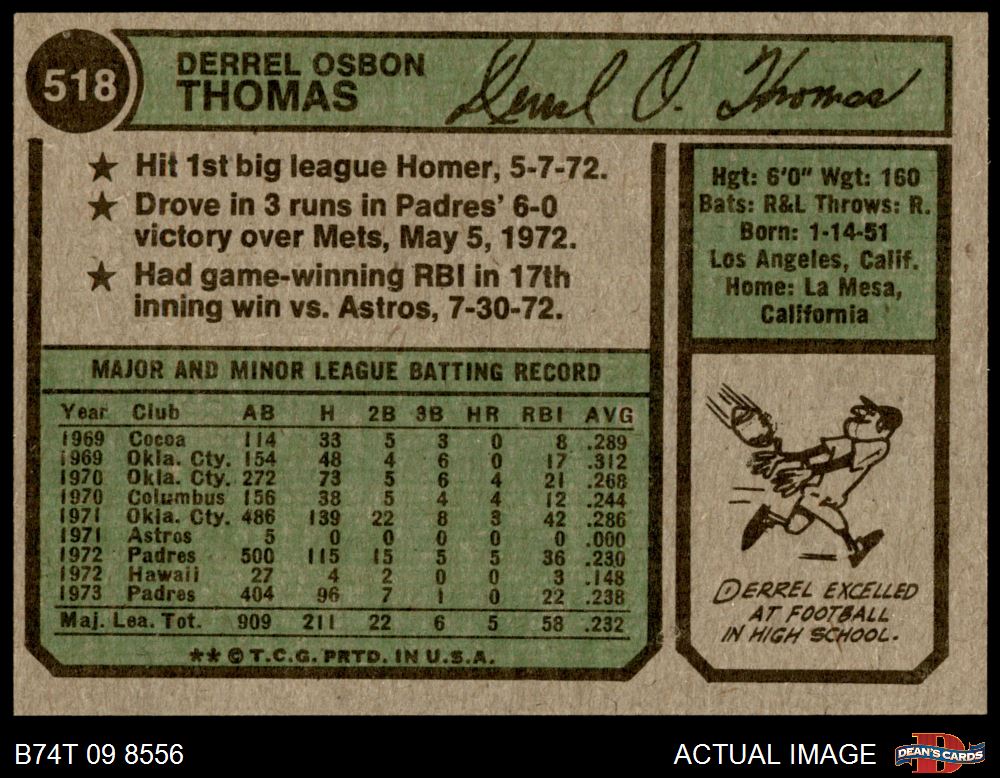 518
DERREL OSBON
THOMAS
Derrel O. Thomas
★ Hit 1st big league Homer, 5-7-72.
★ Drove in 3 runs in Padres' 6-0
victory over Mets, May 5, 1972.
★ Had game-winning RBI in 17th
inning win vs. Astros, 7-30-72.
Hgt: 6'0" Wgt: 160
Bats: R&L Throws: R.
Born: 1-14-51
Los Angeles, Calif.
Home: La Mesa,
California
MAJOR AND MINOR LEAGUE BATTING RECORD
Year Club AB H 2B 3B HR RBI AVG
1969 Cocoa 114 33 5 3 0 8 .289
1969 Okla. Cty. 154 48 4 6 0 17 .312
1970 Okla. Cty. 272 73 5 6 4 21 .268
1970 Columbus 156 38 5 4 4 12 .244
1971 Okla. Cty. 486 139 22 8 3 42 .286
1971 Astros 5 0 0 0 0 0 .000
1972 Padres 500 115 15 5 5 36 .230
1972 Hawaii 27 4 2 0 0 3 .148
1973 Padres 404 96 7 1 0 22 .238
Maj. Lea. Tot. 909 211 22 6 5 58 .232
** © T.C.G. PRTD. IN U.S.A.
DERREL EXCELLED
AT FOOTBALL
IN HIGH SCHOOL.
B74T 09 8556
ACTUAL IMAGE
D
DEAN'S CARDS